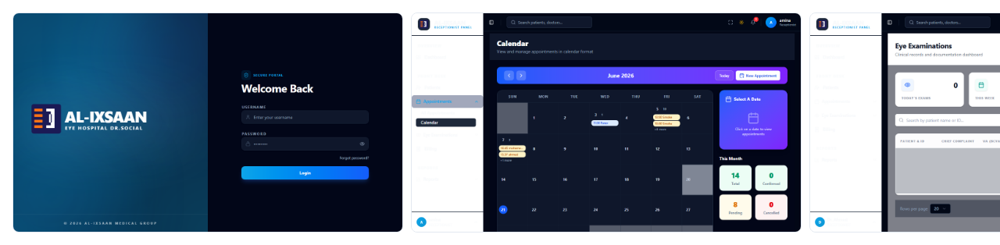 AL-IXSAAN
EYE HOSPITAL DR.SOCIAL
© 2026 AL-IXSAAN MEDICAL GROUP
SECURE PORTAL
Welcome Back
USERNAME
Enter your username
PASSWORD
Forgot password?
Login
RECEPTIONIST PANEL
Appointments
Calendar
A
Search patients, doctors...
A
amina
Receptionist
Calendar
View and manage appointments in calendar format
June 2026
Today
New Appointment
SUN MON TUE WED THU FRI SAT
1 2 3 4 5 6
7 8 9 10 11 12 13
14 15 16 17 18 19 20
21 22 23 24 25 26 27
Select A Date
Click on a date to view
appointments
This Month
14
Total
0
Confirmed
8
Pending
0
Cancelled
RECEPTIONIST PANEL
D
Search patients, doctors...
Eye Examinations
Clinical records and documentation dashboard
0
TODAY'S EXAMS
THIS WEEK
Search by patient name or ID...
PATIENT & ID CHIEF COMPLAINT
Rows per page 20